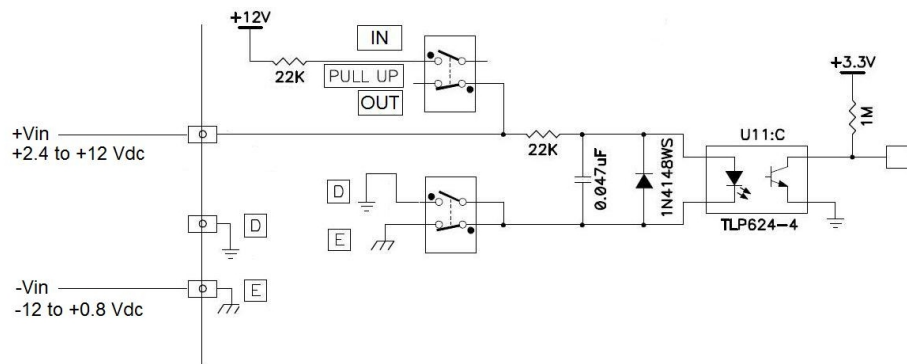 +12V
IN
22K
PULL UP
OUT
+3.3V
1M
U11:C
+Vin
+2.4 to +12 Vdc
22K
0.047uF
1N4148WS
D
D
E
TLP624-4
-Vin
-12 to +0.8 Vdc
E